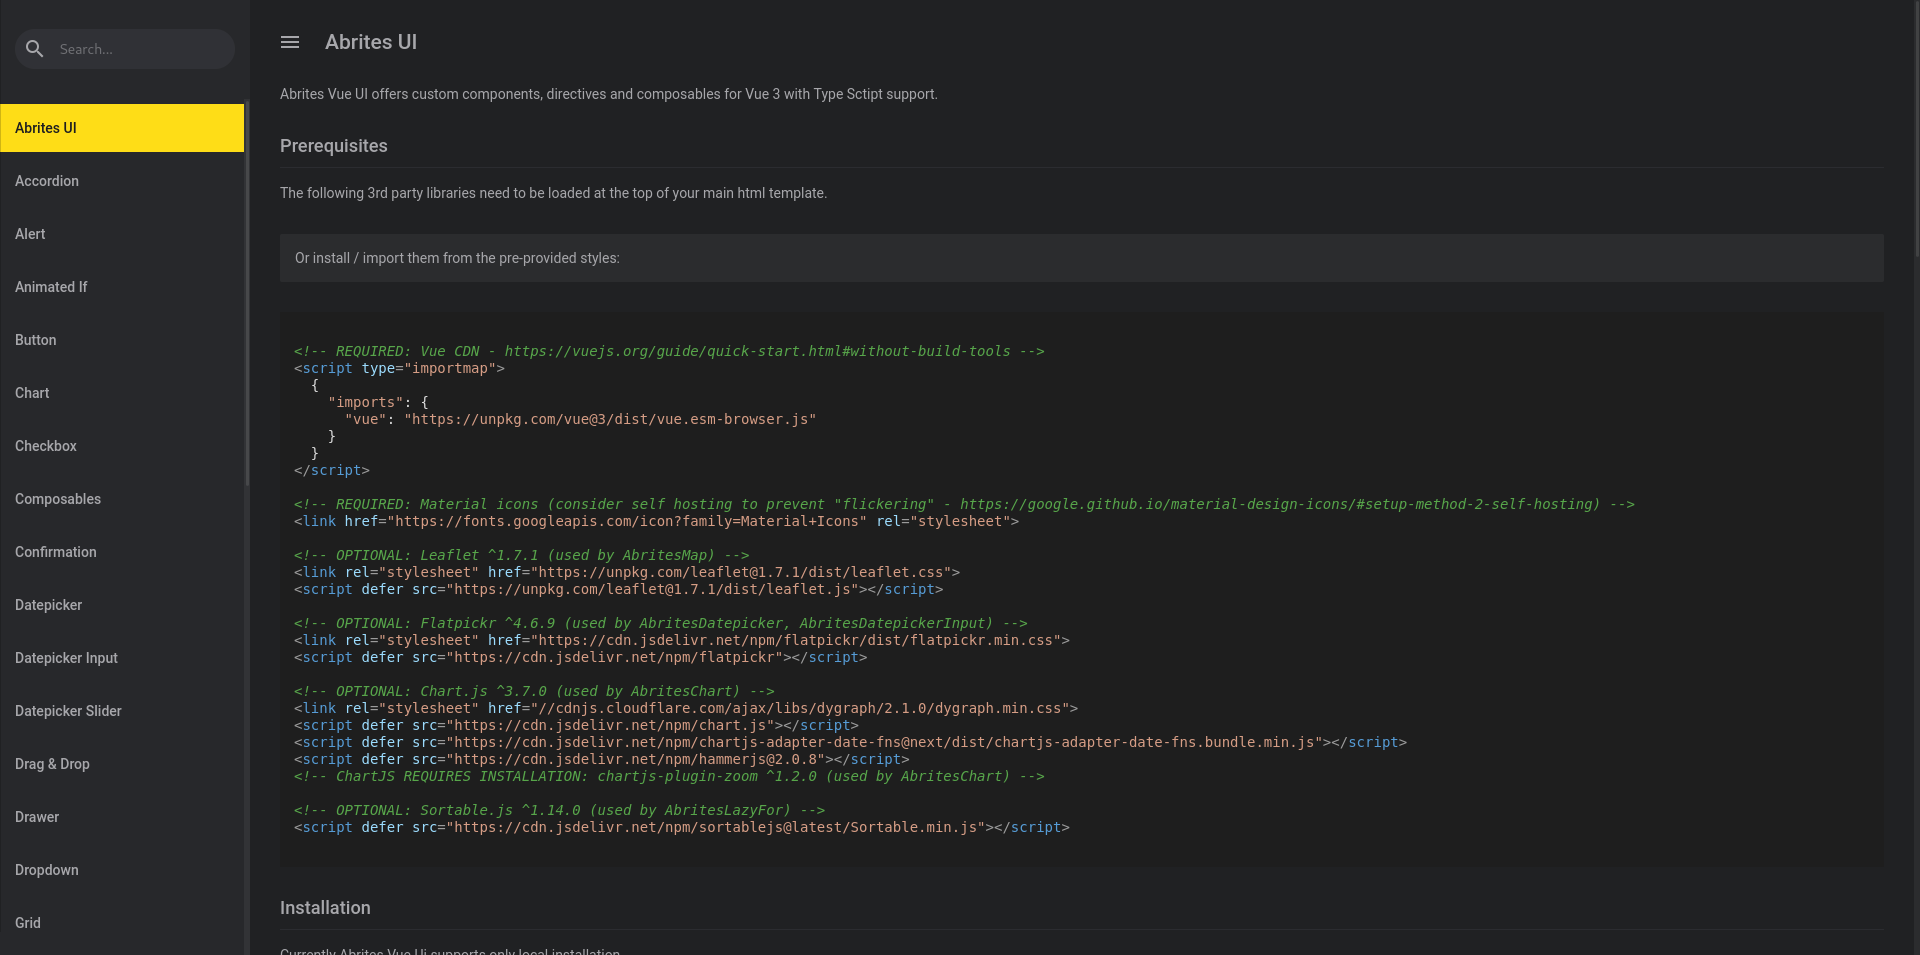 Search...
Abrites UI
Accordion
Alert
Animated If
Button
Chart
Checkbox
Composables
Confirmation
Datepicker
Datepicker Input
Datepicker Slider
Drag & Drop
Drawer
Dropdown
Grid
Abrites UI
Abrites Vue UI offers custom components, directives and composables for Vue 3 with Type Sctipt support.
Prerequisites
The following 3rd party libraries need to be loaded at the top of your main html template.
Or install / import them from the pre-provided styles:
<!-- REQUIRED: Vue CDN - https://vuejs.org/guide/quick-start.html#without-build-tools -->
<script type="importmap">
  {
    "imports": {
      "vue": "https://unpkg.com/vue@3/dist/vue.esm-browser.js"
    }
  }
</script>
<!-- REQUIRED: Material icons (consider self hosting to prevent "flickering" - https://google.github.io/material-design-icons/#setup-method-2-self-hosting) -->
<link href="https://fonts.googleapis.com/icon?family=Material+Icons" rel="stylesheet">
<!-- OPTIONAL: Leaflet ^1.7.1 (used by AbritesMap) -->
<link rel="stylesheet" href="https://unpkg.com/leaflet@1.7.1/dist/leaflet.css">
<script defer src="https://unpkg.com/leaflet@1.7.1/dist/leaflet.js"></script>
<!-- OPTIONAL: Flatpickr ^4.6.9 (used by AbritesDatepicker, AbritesDatepickerInput) -->
<link rel="stylesheet" href="https://cdn.jsdelivr.net/npm/flatpickr/dist/flatpickr.min.css">
<script defer src="https://cdn.jsdelivr.net/npm/flatpickr"></script>
<!-- OPTIONAL: Chart.js ^3.7.0 (used by AbritesChart) -->
<link rel="stylesheet" href="//cdnjs.cloudflare.com/ajax/libs/dygraph/2.1.0/dygraph.min.css">
<script defer src="https://cdn.jsdelivr.net/npm/chart.js"></script>
<script defer src="https://cdn.jsdelivr.net/npm/chartjs-adapter-date-fns@next/dist/chartjs-adapter-date-fns.bundle.min.js"></script>
<script defer src="https://cdn.jsdelivr.net/npm/hammerjs@2.0.8"></script>
<!-- ChartJS REQUIRES INSTALLATION: chartjs-plugin-zoom ^1.2.0 (used by AbritesChart) -->
<!-- OPTIONAL: Sortable.js ^1.14.0 (used by AbritesLazyFor) -->
<script defer src="https://cdn.jsdelivr.net/npm/sortablejs@latest/Sortable.min.js"></script>
Installation
Currently Abrites Vue Ui supports only local installation